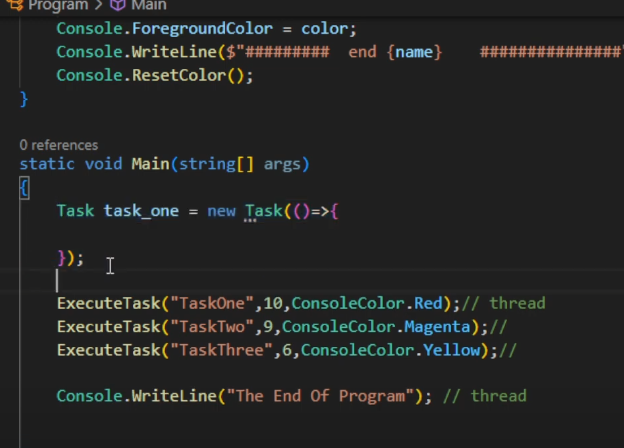 Program > Main
Console.ForegroundColor = color;
Console.WriteLine($"######### end {name} ###############"
Console.ResetColor();
}
0 references
static void Main(string[] args)
{
Task task_one = new Task(()=>{
});
ExecuteTask("TaskOne",10,ConsoleColor.Red);// thread
ExecuteTask("TaskTwo",9,ConsoleColor.Magenta);//
ExecuteTask("TaskThree",6,ConsoleColor.Yellow);//
Console.WriteLine("The End Of Program"); // thread